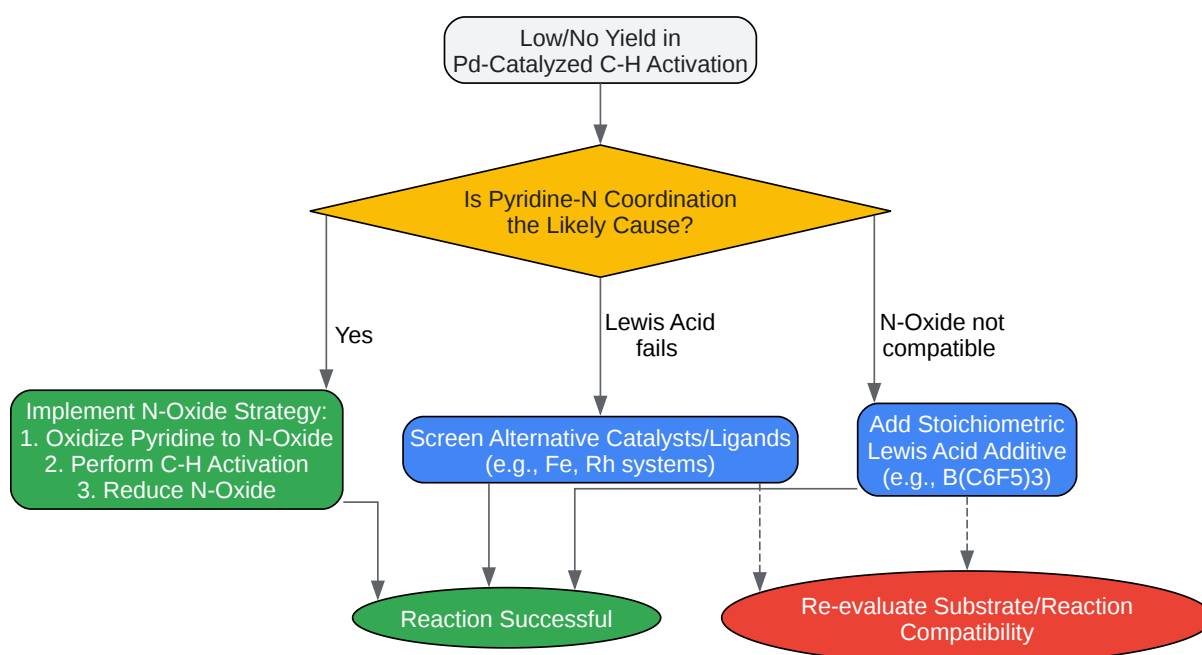 Low/No Yield in
Pd-Catalyzed C-H Activation
Is Pyridine-N Coordination
the Likely Cause?
Yes
Lewis Acid
fails
N-Oxide not
compatible
Implement N-Oxide Strategy:
1. Oxidize Pyridine to N-Oxide
2. Perform C-H Activation
3. Reduce N-Oxide
Screen Alternative Catalysts/Ligands
(e.g., Fe, Rh systems)
Add Stoichiometric
Lewis Acid Additive
(e.g., B(C6F5)3)
Reaction Successful
Re-evaluate Substrate/Reaction
Compatibility